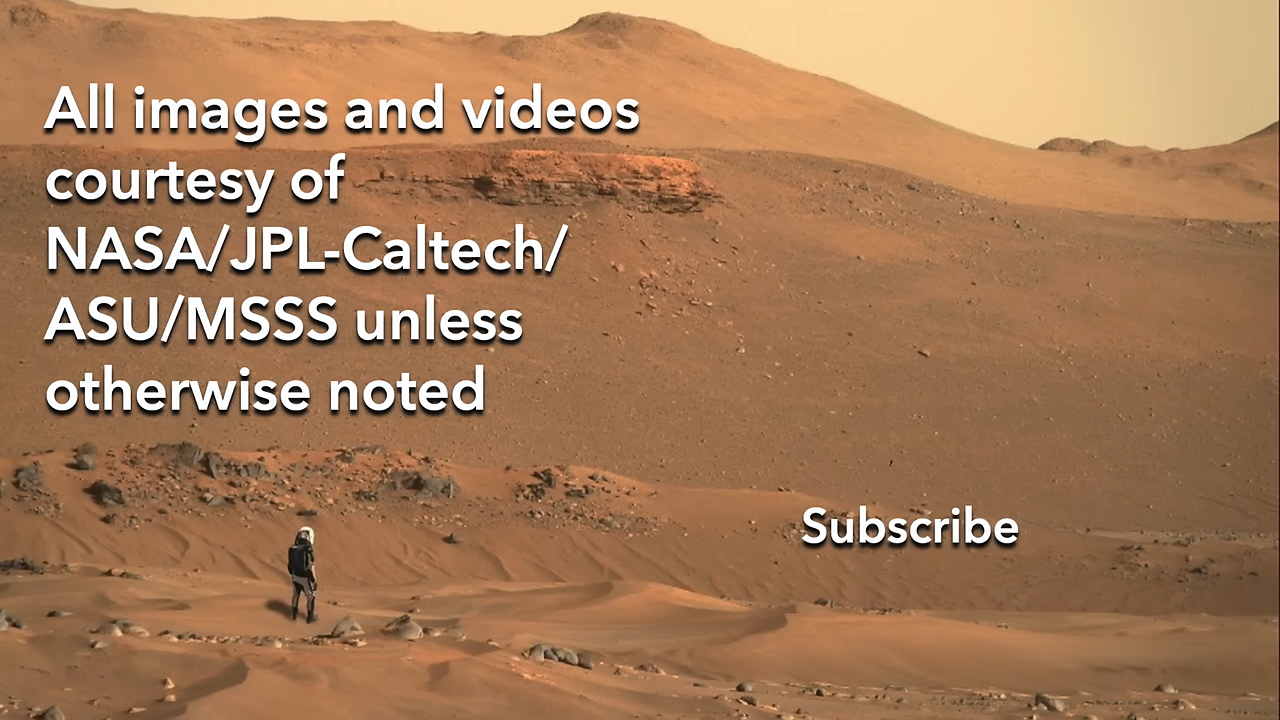 All images and videos
courtesy of
NASA/JPL-Caltech/
ASU/MSSS unless
otherwise noted
Subscribe